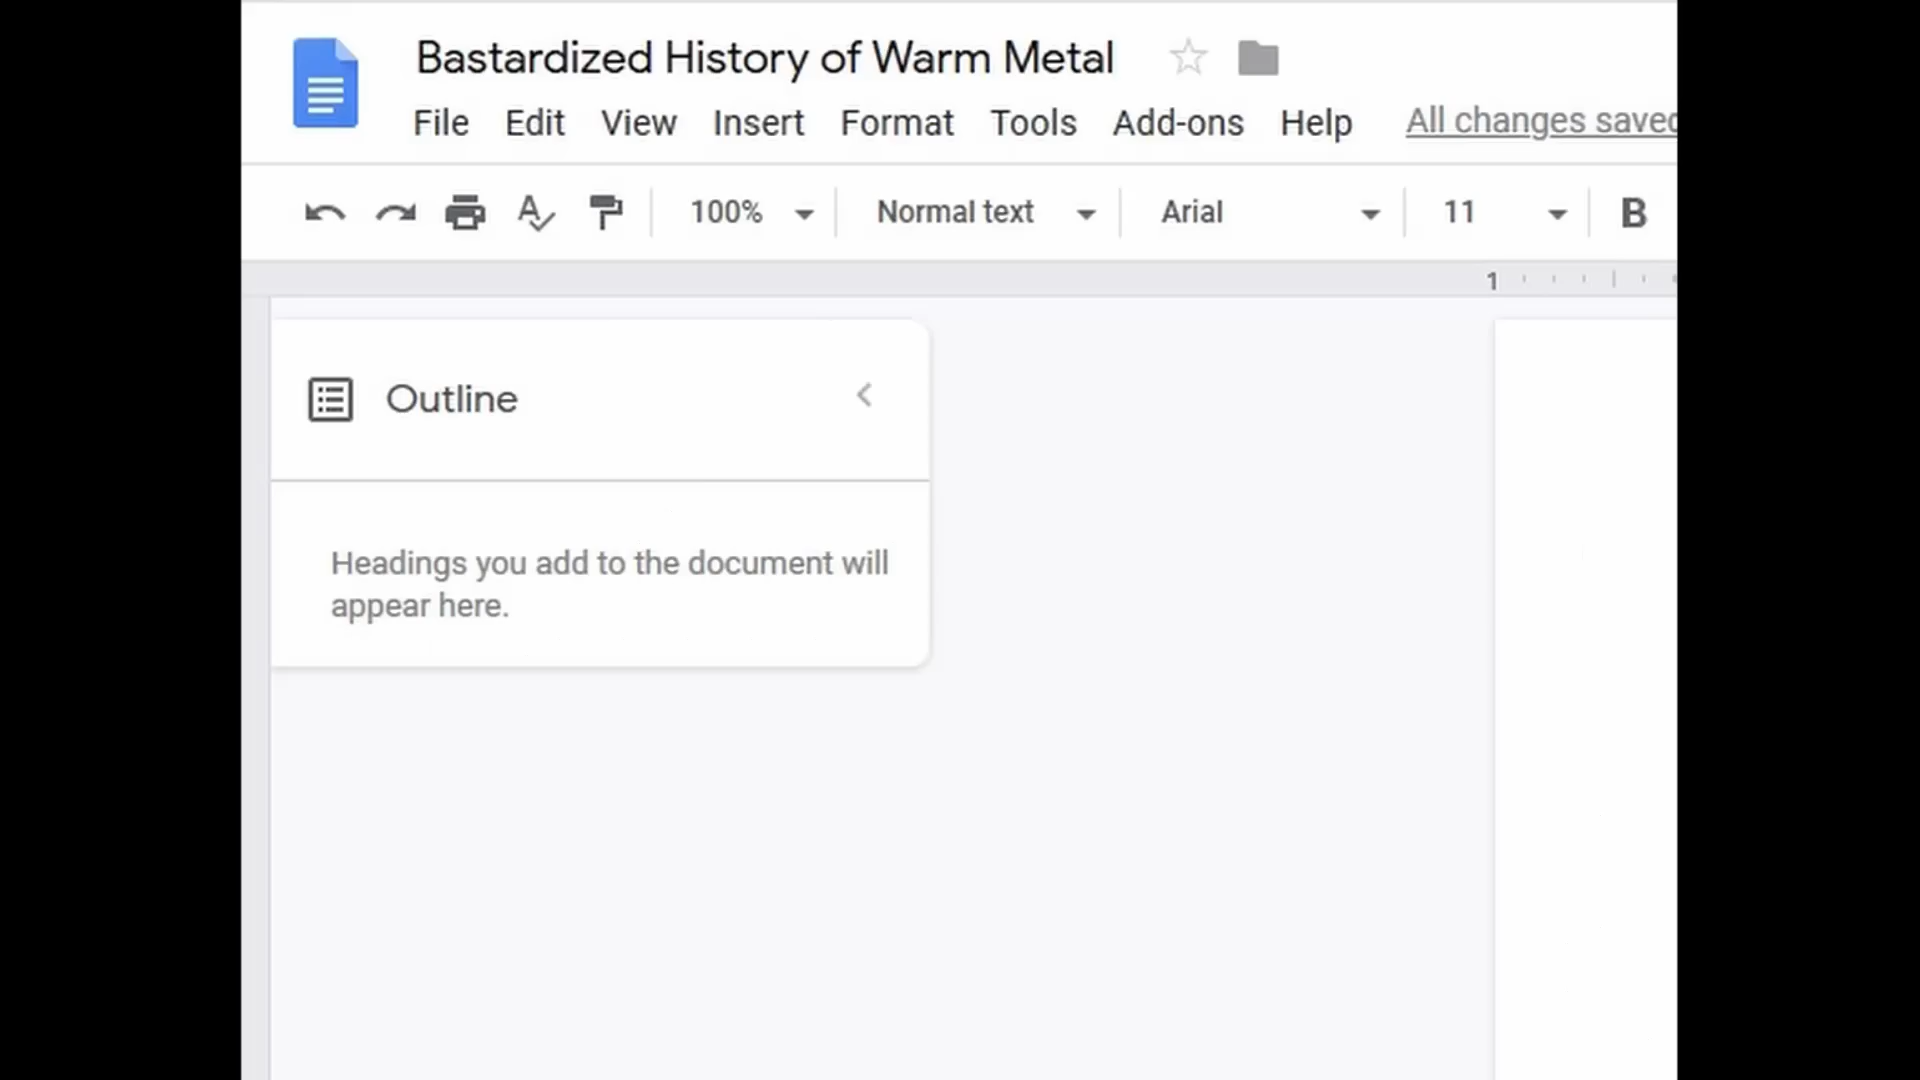 Bastardized History of Warm Metal
File Edit View Insert Format Tools Add-ons Help All changes saved
100% Normal text Arial 11 B
1
Outline
Headings you add to the document will
appear here.